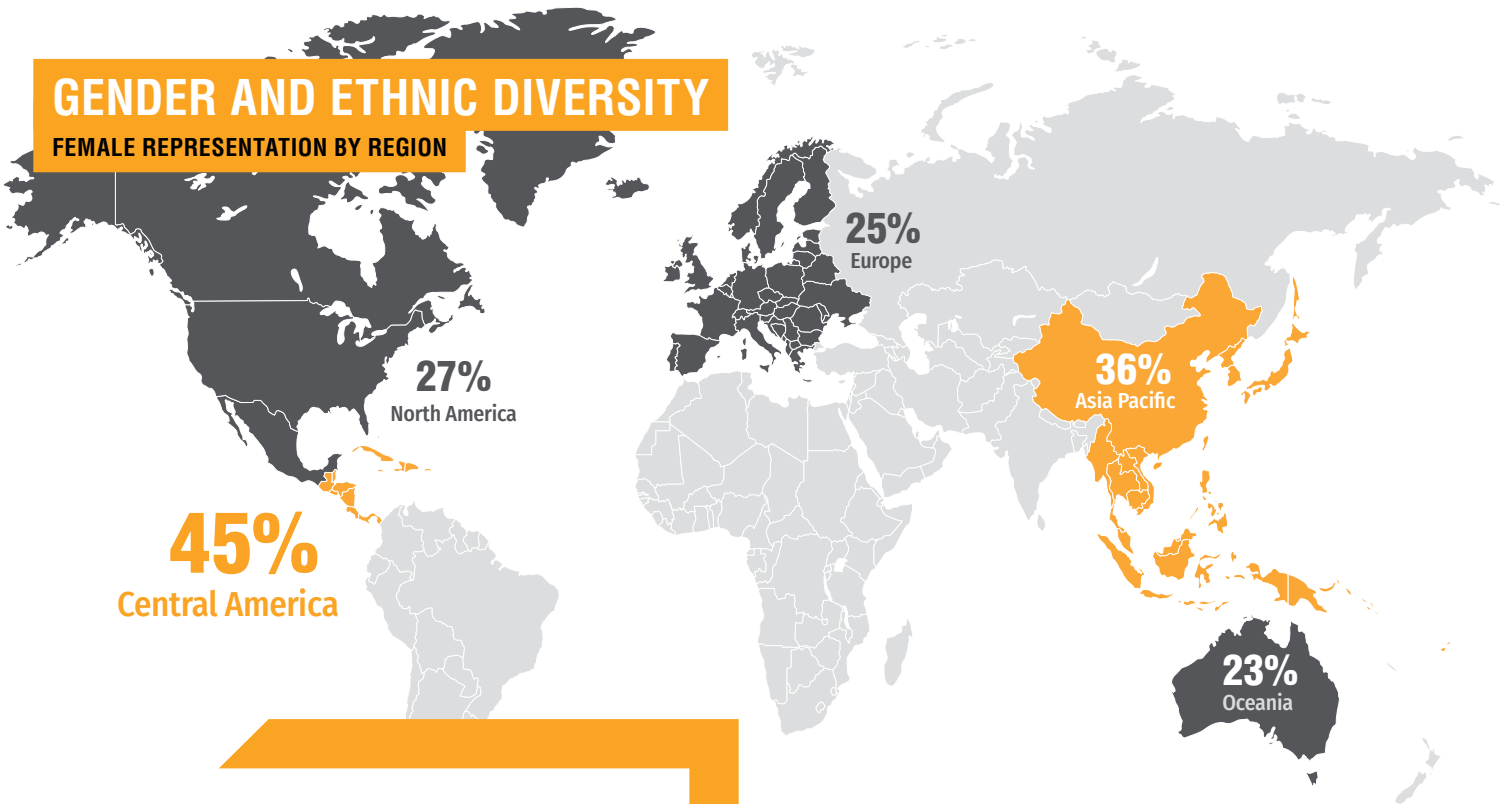 GENDER AND ETHNIC DIVERSITY
FEMALE REPRESENTATION BY REGION
25%
Europe
27%
North America
36%
Asia Pacific
45%
Central America
23%
Oceania